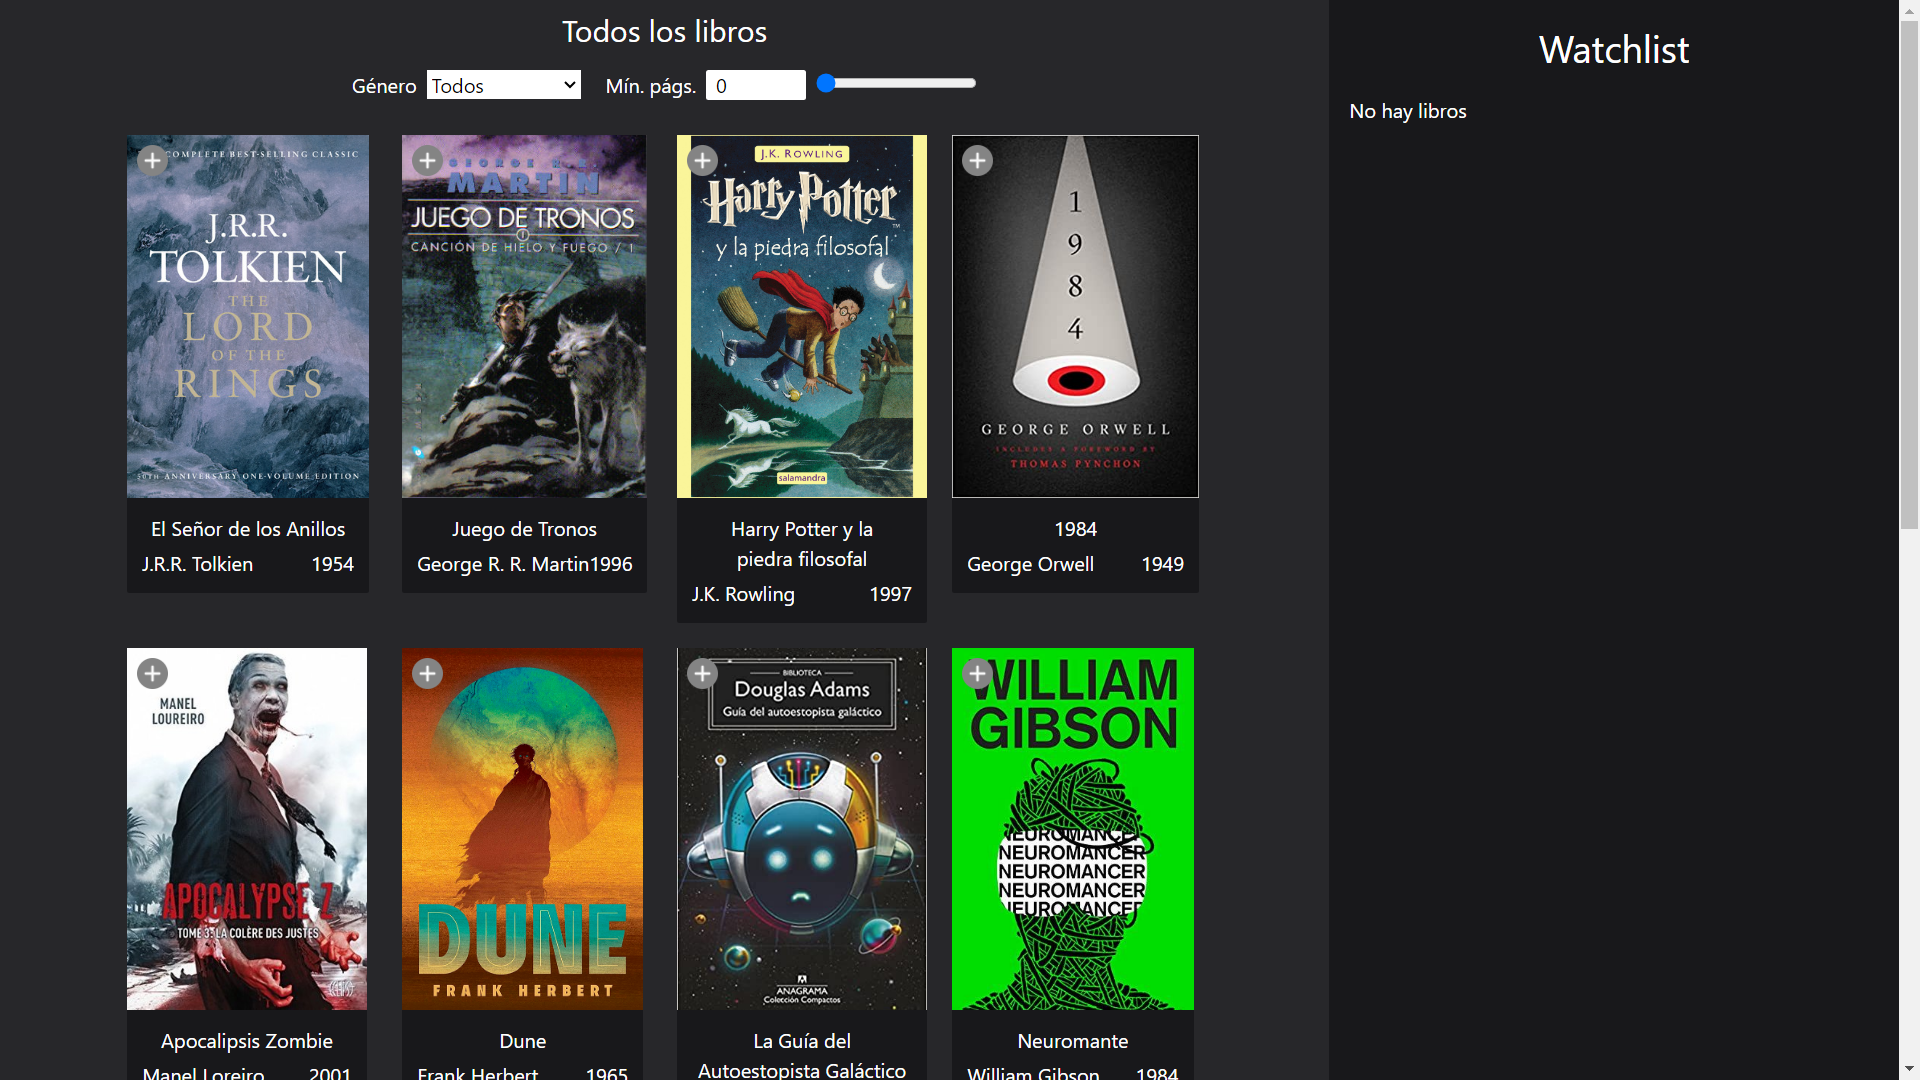 Todos los libros
Género Todos Mín. págs. 0
Watchlist
No hay libros
COMPLETE BEST-SELLING CLASSIC
J.R.R.
TOLKIEN
THE
LORD
OF THE
RINGS
50TH ANNIVERSARY ONE-VOLUME EDITION
El Señor de los Anillos
J.R.R. Tolkien 1954
GEORGE R. R.
MARTIN
JUEGO DE TRONOS
CANCIÓN DE HIELO Y FUEGO / 1
Juego de Tronos
George R. R. Martin1996
J.K. ROWLING
Harry Potter
y la piedra filosofal
salamandra
Harry Potter y la
piedra filosofal
J.K. Rowling 1997
1
9
8
4
GEORGE ORWELL
INCLUDES A FOREWORD BY
THOMAS PYNCHON
1984
George Orwell 1949
MANEL
LOUREIRO
APOCALYPSE Z
TOME 3: LA COLÈRE DES JUSTES
Apocalipsis Zombie
Manel Loreiro 2001
DUNE
FRANK HERBERT
Dune
Frank Herbert 1965
BIBLIOTECA
Douglas Adams
Guía del autoestopista galáctico
ANAGRAMA
Colección Compactos
La Guía del
Autoestopista Galáctico
WILLIAM
GIBSON
NEUROMANCER
NEUROMANCER
NEUROMANCER
NEUROMANCER
NEUROMANCER
Neuromante
William Gibson 1984